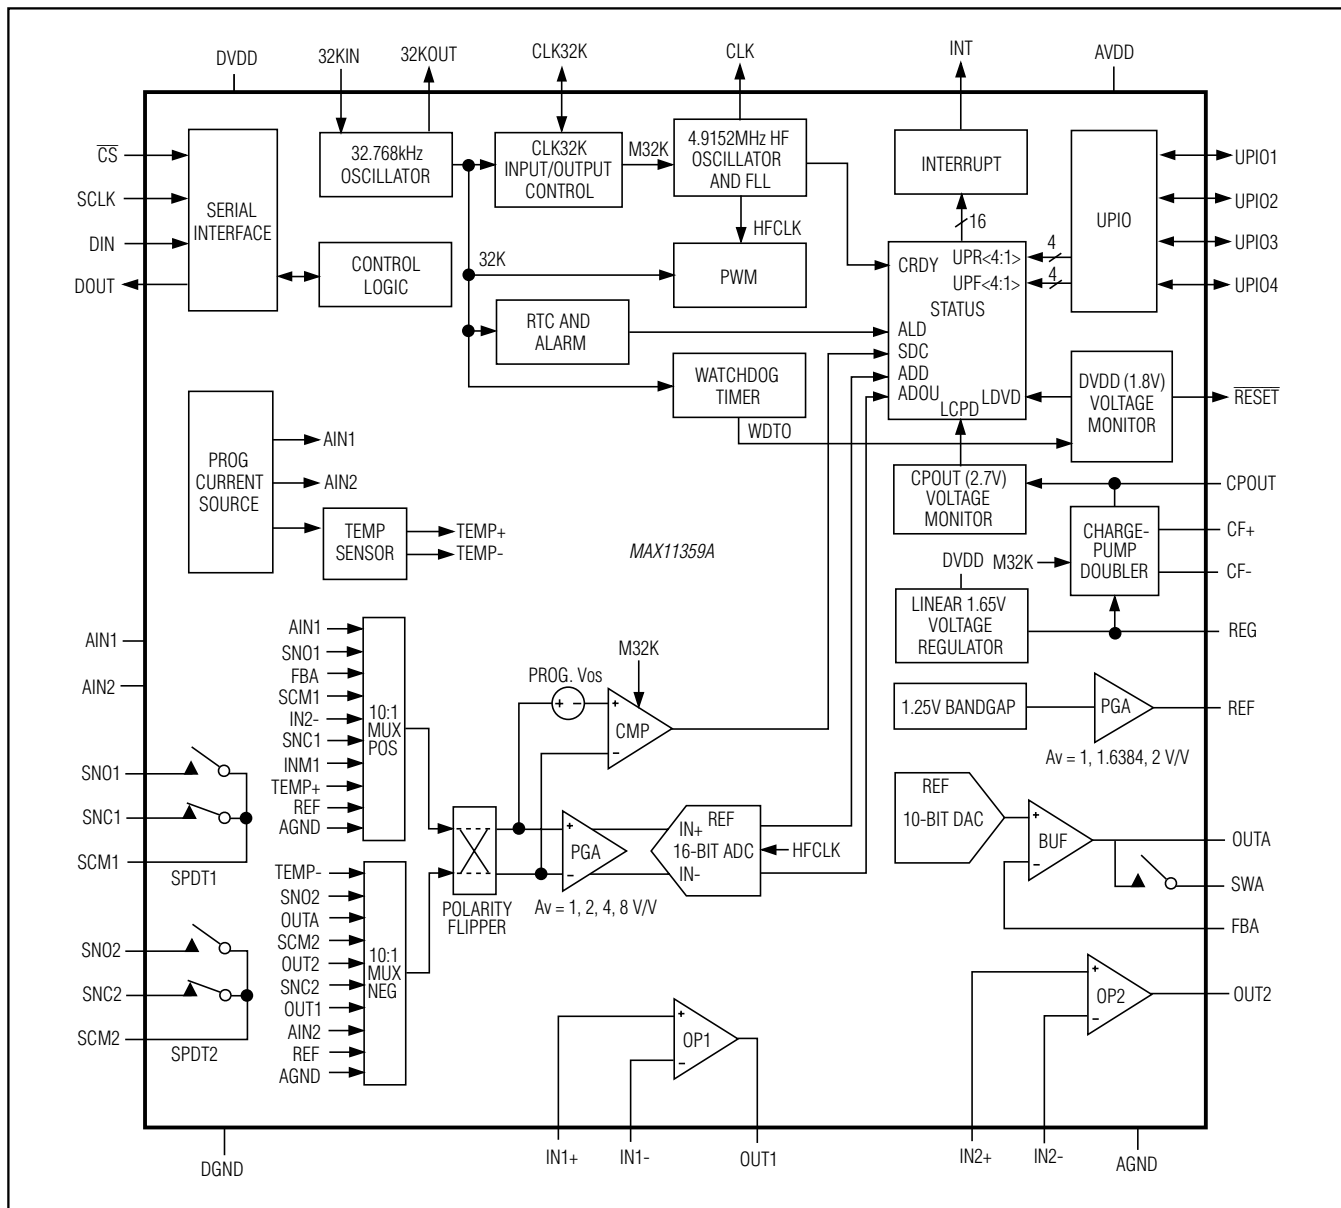 DVDD
32KIN
32KOUT
CLK32K
CLK
INT
AVDD
CS
SCLK
DIN
DOUT
SERIAL
INTERFACE
32.768kHz
OSCILLATOR
CONTROL
LOGIC
CLK32K
INPUT/OUTPUT
CONTROL
M32K
4.9152MHz HF
OSCILLATOR
AND FLL
HFCLK
PWM
32K
RTC AND
ALARM
WATCHDOG
TIMER
WDTO
INTERRUPT
16
CRDY
UPR<4:1>
UPF<4:1>
STATUS
ALD
SDC
ADD
ADOU
LDVD
LCPD
4
4
UPIO
UPIO1
UPIO2
UPIO3
UPIO4
DVDD (1.8V)
VOLTAGE
MONITOR
RESET
CPOUT (2.7V)
VOLTAGE
MONITOR
CPOUT
CHARGE-
PUMP
DOUBLER
CF+
CF-
M32K
DVDD
LINEAR 1.65V
VOLTAGE
REGULATOR
REG
PROG
CURRENT
SOURCE
AIN1
AIN2
TEMP
SENSOR
TEMP+
TEMP-
MAX11359A
AIN1
AIN2
AIN1
SNO1
FBA
SCM1
IN2-
SNC1
INM1
TEMP+
REF
AGND
10:1
MUX
POS
M32K
PROG. Vos
+ -
+
CMP
-
1.25V BANDGAP
PGA
REF
Av = 1, 1.6384, 2 V/V
SNO1
SNC1
SCM1
SPDT1
POLARITY
FLIPPER
+
PGA
-
Av = 1, 2, 4, 8 V/V
IN+
REF
16-BIT ADC
IN-
HFCLK
REF
10-BIT DAC
+
BUF
-
OUTA
SWA
FBA
TEMP-
SNO2
OUTA
SCM2
OUT2
SNC2
OUT1
AIN2
REF
AGND
10:1
MUX
NEG
SNO2
SNC2
SCM2
SPDT2
+
OP1
-
+
OP2
-
OUT2
DGND
IN1+
IN1-
OUT1
IN2+
IN2-
AGND